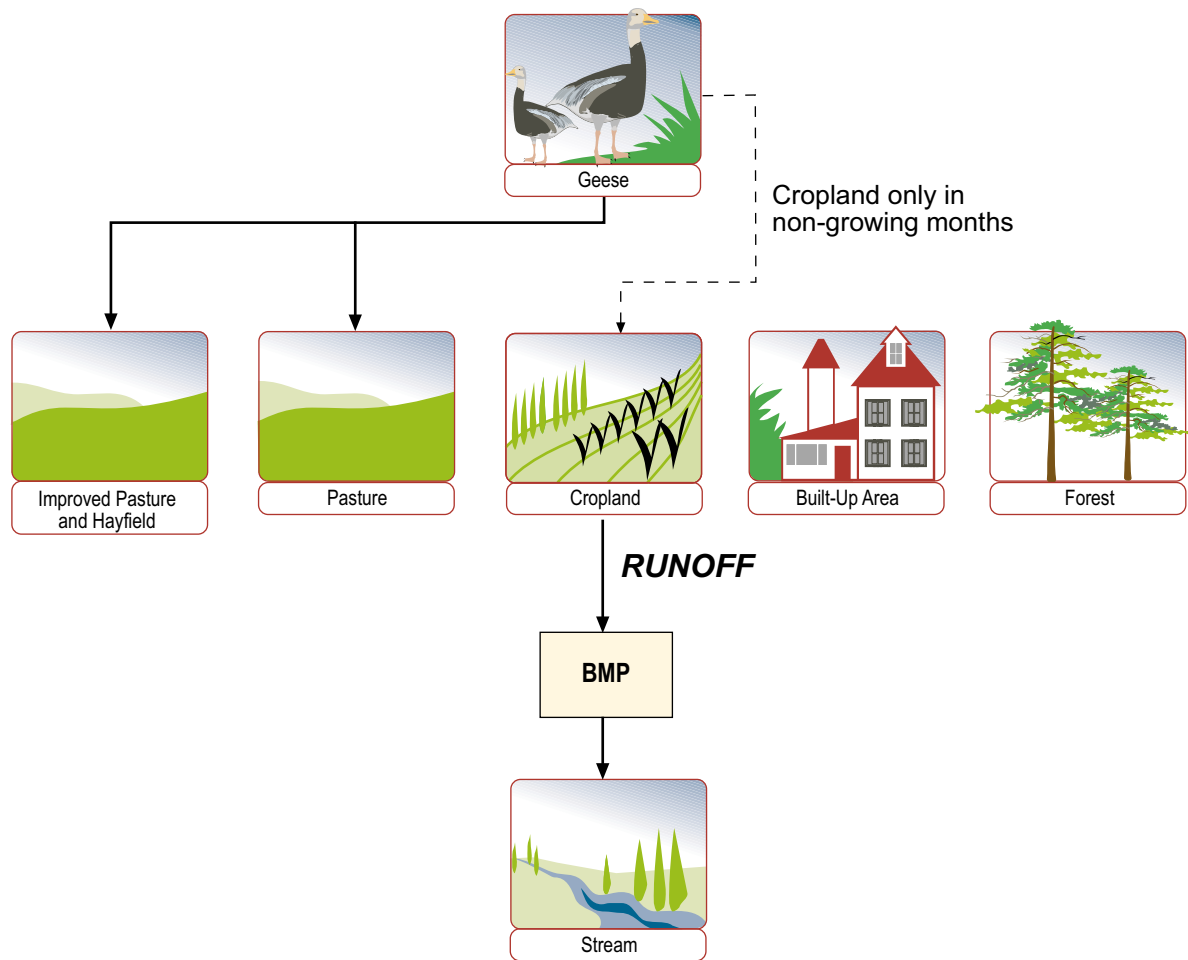 Geese
Cropland only in
non-growing months
Improved Pasture
and Hayfield
Pasture
Cropland
Built-Up Area
Forest
RUNOFF
BMP
Stream